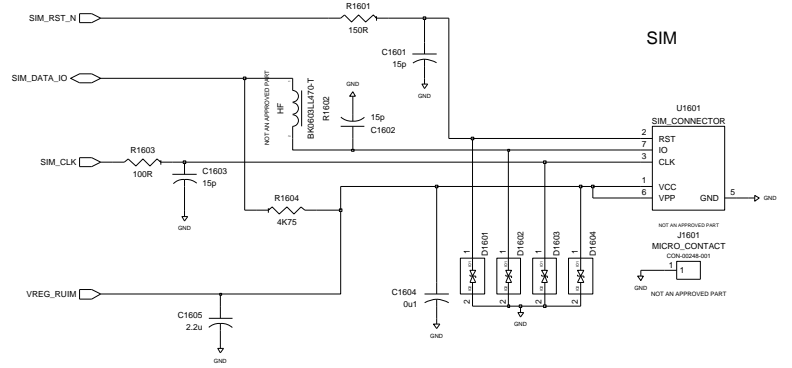 SIM_RST_N
R1601
150R
C1601
15p
GND
SIM
SIM_DATA_IO
NOT AN APPROVED PART
HF
BK0603LL470-T
R1602
GND
15p
C1602
U1601
SIM_CONNECTOR
2 RST
7 IO
3 CLK
1 VCC
6 VPP
GND 5
GND
SIM_CLK
R1603
100R
C1603
15p
GND
R1604
4K75
NOT AN APPROVED PART
J1601
MICRO_CONTACT
CON-00248-001
1 1
GND
NOT AN APPROVED PART
1 D1601 2
1 D1602 2
1 D1603 2
1 D1604 2
GND
VREG_RUIM
C1605
2.2u
GND
C1604
0u1
GND